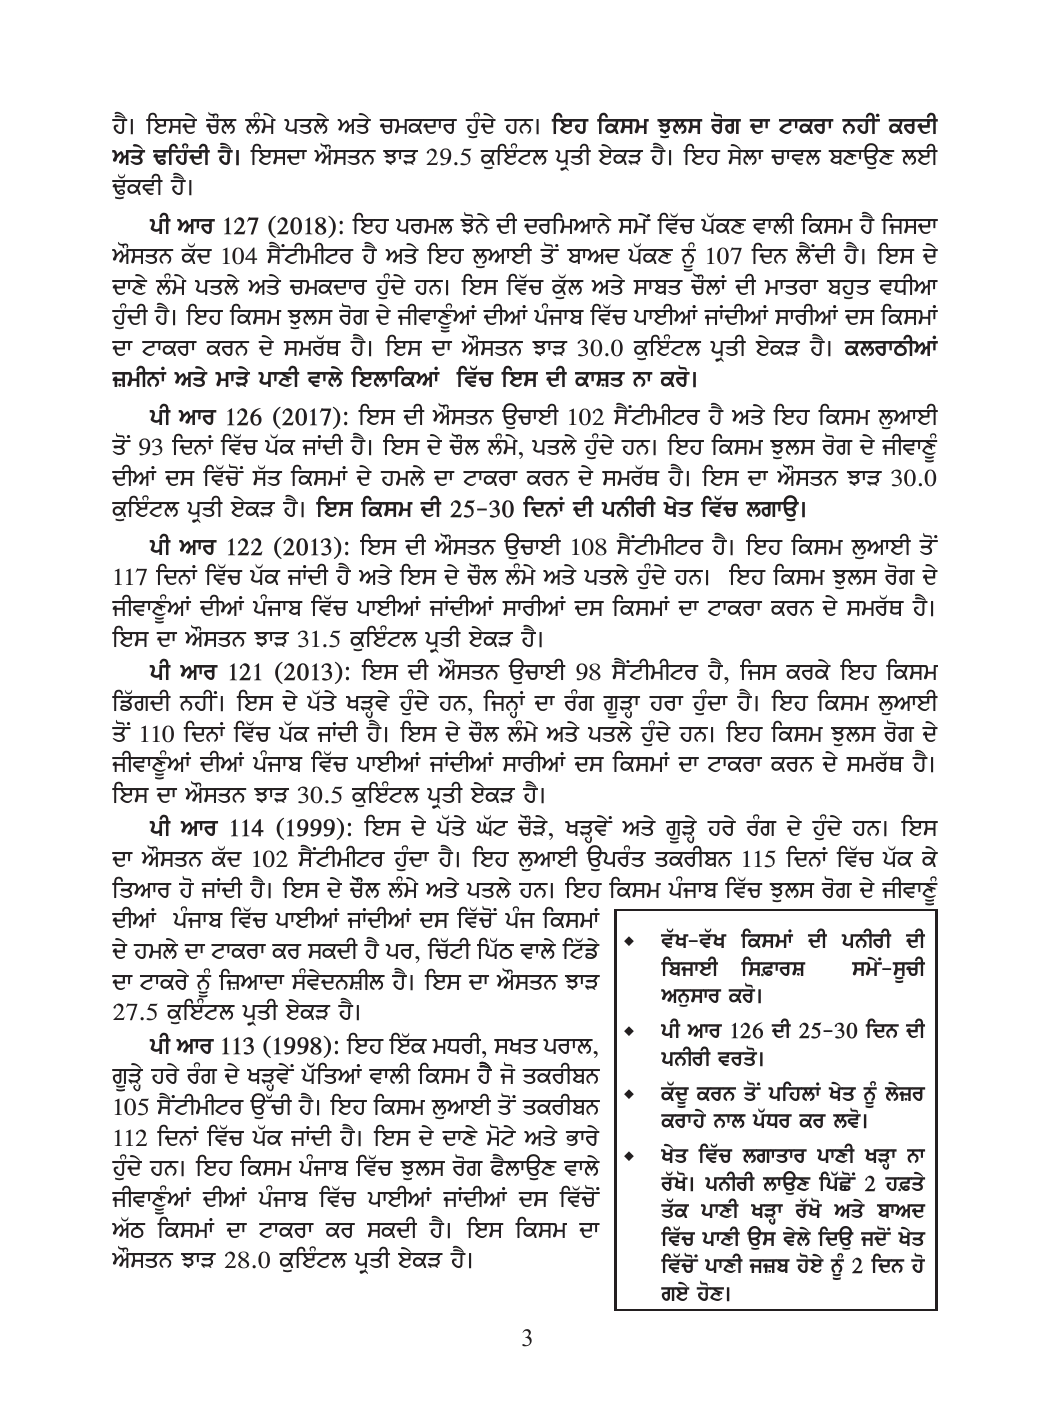 ਹੈ। ਇਸਦੇ ਚੌਲ ਲੰਮੇ ਪਤਲੇ ਅਤੇ ਚਮਕਦਾਰ ਹੁੰਦੇ ਹਨ। ਇਹ ਕਿਸਮ ਝੁਲਸ ਰੋਗ ਦਾ ਟਾਕਰਾ ਨਹੀਂ ਕਰਦੀ
ਅਤੇ ਢਹਿੰਦੀ ਹੈ। ਇਸਦਾ ਔਸਤਨ ਝਾੜ 29.5 ਕੁਇੰਟਲ ਪ੍ਰਤੀ ਏਕੜ ਹੈ। ਇਹ ਸੇਲਾ ਚਾਵਲ ਬਣਾਉਣ ਲਈ
ਢੁੱਕਵੀ ਹੈ।
ਪੀ ਆਰ 127 (2018): ਇਹ ਪਰਮਲ ਝੋਨੇ ਦੀ ਦਰਮਿਆਨੇ ਸਮੇਂ ਵਿੱਚ ਪੱਕਣ ਵਾਲੀ ਕਿਸਮ ਹੈ ਜਿਸਦਾ
ਔਸਤਨ ਕੱਦ 104 ਸੈਂਟੀਮੀਟਰ ਹੈ ਅਤੇ ਇਹ ਲੁਆਈ ਤੋਂ ਬਾਅਦ ਪੱਕਣ ਨੂੰ 107 ਦਿਨ ਲੈਂਦੀ ਹੈ। ਇਸ ਦੇ
ਦਾਣੇ ਲੰਮੇ ਪਤਲੇ ਅਤੇ ਚਮਕਦਾਰ ਹੁੰਦੇ ਹਨ। ਇਸ ਵਿੱਚ ਕੁੱਲ ਅਤੇ ਸਾਬਤ ਚੌਲਾਂ ਦੀ ਮਾਤਰਾ ਬਹੁਤ ਵਧੀਆ
ਹੁੰਦੀ ਹੈ। ਇਹ ਕਿਸਮ ਝੁਲਸ ਰੋਗ ਦੇ ਜੀਵਾਣੂੰਆਂ ਦੀਆਂ ਪੰਜਾਬ ਵਿੱਚ ਪਾਈਆਂ ਜਾਂਦੀਆਂ ਸਾਰੀਆਂ ਦਸ ਕਿਸਮਾਂ
ਦਾ ਟਾਕਰਾ ਕਰਨ ਦੇ ਸਮਰੱਥ ਹੈ। ਇਸ ਦਾ ਔਸਤਨ ਝਾੜ 30.0 ਕੁਇੰਟਲ ਪ੍ਰਤੀ ਏਕੜ ਹੈ। ਕਲਰਾਠੀਆਂ
ਜ਼ਮੀਨਾਂ ਅਤੇ ਮਾੜੇ ਪਾਣੀ ਵਾਲੇ ਇਲਾਕਿਆਂ ਵਿੱਚ ਇਸ ਦੀ ਕਾਸ਼ਤ ਨਾ ਕਰੋ।
ਪੀ ਆਰ 126 (2017): ਇਸ ਦੀ ਔਸਤਨ ਉਚਾਈ 102 ਸੈਂਟੀਮੀਟਰ ਹੈ ਅਤੇ ਇਹ ਕਿਸਮ ਲੁਆਈ
ਤੋਂ 93 ਦਿਨਾਂ ਵਿੱਚ ਪੱਕ ਜਾਂਦੀ ਹੈ। ਇਸ ਦੇ ਚੌਲ ਲੰਮੇ, ਪਤਲੇ ਹੁੰਦੇ ਹਨ। ਇਹ ਕਿਸਮ ਝੁਲਸ ਰੋਗ ਦੇ ਜੀਵਾਣੂੰ
ਦੀਆਂ ਦਸ ਵਿੱਚੋਂ ਸੱਤ ਕਿਸਮਾਂ ਦੇ ਹਮਲੇ ਦਾ ਟਾਕਰਾ ਕਰਨ ਦੇ ਸਮਰੱਥ ਹੈ। ਇਸ ਦਾ ਔਸਤਨ ਝਾੜ 30.0
ਕੁਇੰਟਲ ਪ੍ਰਤੀ ਏਕੜ ਹੈ। ਇਸ ਕਿਸਮ ਦੀ 25-30 ਦਿਨਾਂ ਦੀ ਪਨੀਰੀ ਖੇਤ ਵਿੱਚ ਲਗਾਉ।
ਪੀ ਆਰ 122 (2013): ਇਸ ਦੀ ਔਸਤਨ ਉਚਾਈ 108 ਸੈਂਟੀਮੀਟਰ ਹੈ। ਇਹ ਕਿਸਮ ਲੁਆਈ ਤੋਂ
117 ਦਿਨਾਂ ਵਿੱਚ ਪੱਕ ਜਾਂਦੀ ਹੈ ਅਤੇ ਇਸ ਦੇ ਚੌਲ ਲੰਮੇ ਅਤੇ ਪਤਲੇ ਹੁੰਦੇ ਹਨ। ਇਹ ਕਿਸਮ ਝੁਲਸ ਰੋਗ ਦੇ
ਜੀਵਾਣੂੰਆਂ ਦੀਆਂ ਪੰਜਾਬ ਵਿੱਚ ਪਾਈਆਂ ਜਾਂਦੀਆਂ ਸਾਰੀਆਂ ਦਸ ਕਿਸਮਾਂ ਦਾ ਟਾਕਰਾ ਕਰਨ ਦੇ ਸਮਰੱਥ ਹੈ।
ਇਸ ਦਾ ਔਸਤਨ ਝਾੜ 31.5 ਕੁਇੰਟਲ ਪ੍ਰਤੀ ਏਕੜ ਹੈ।
ਪੀ ਆਰ 121 (2013): ਇਸ ਦੀ ਔਸਤਨ ਉਚਾਈ 98 ਸੈਂਟੀਮੀਟਰ ਹੈ, ਜਿਸ ਕਰਕੇ ਇਹ ਕਿਸਮ
ਡਿੱਗਦੀ ਨਹੀਂ। ਇਸ ਦੇ ਪੱਤੇ ਖੜ੍ਹਵੇ ਹੁੰਦੇ ਹਨ, ਜਿਨ੍ਹਾਂ ਦਾ ਰੰਗ ਗੂੜ੍ਹਾ ਹਰਾ ਹੁੰਦਾ ਹੈ। ਇਹ ਕਿਸਮ ਲੁਆਈ
ਤੋਂ 110 ਦਿਨਾਂ ਵਿੱਚ ਪੱਕ ਜਾਂਦੀ ਹੈ। ਇਸ ਦੇ ਚੌਲ ਲੰਮੇ ਅਤੇ ਪਤਲੇ ਹੁੰਦੇ ਹਨ। ਇਹ ਕਿਸਮ ਝੁਲਸ ਰੋਗ ਦੇ
ਜੀਵਾਣੂੰਆਂ ਦੀਆਂ ਪੰਜਾਬ ਵਿੱਚ ਪਾਈਆਂ ਜਾਂਦੀਆਂ ਸਾਰੀਆਂ ਦਸ ਕਿਸਮਾਂ ਦਾ ਟਾਕਰਾ ਕਰਨ ਦੇ ਸਮਰੱਥ ਹੈ।
ਇਸ ਦਾ ਔਸਤਨ ਝਾੜ 30.5 ਕੁਇੰਟਲ ਪ੍ਰਤੀ ਏਕੜ ਹੈ।
ਪੀ ਆਰ 114 (1999): ਇਸ ਦੇ ਪੱਤੇ ਘੱਟ ਚੌੜੇ, ਖੜ੍ਹਵੇਂ ਅਤੇ ਗੂੜ੍ਹੇ ਹਰੇ ਰੰਗ ਦੇ ਹੁੰਦੇ ਹਨ। ਇਸ
ਦਾ ਔਸਤਨ ਕੱਦ 102 ਸੈਂਟੀਮੀਟਰ ਹੁੰਦਾ ਹੈ। ਇਹ ਲੁਆਈ ਉਪਰੰਤ ਤਕਰੀਬਨ 115 ਦਿਨਾਂ ਵਿੱਚ ਪੱਕ ਕੇ
ਤਿਆਰ ਹੋ ਜਾਂਦੀ ਹੈ। ਇਸ ਦੇ ਚੌਲ ਲੰਮੇ ਅਤੇ ਪਤਲੇ ਹਨ। ਇਹ ਕਿਸਮ ਪੰਜਾਬ ਵਿੱਚ ਝੁਲਸ ਰੋਗ ਦੇ ਜੀਵਾਣੂੰ
ਦੀਆਂ ਪੰਜਾਬ ਵਿੱਚ ਪਾਈਆਂ ਜਾਂਦੀਆਂ ਦਸ ਵਿੱਚੋਂ ਪੰਜ ਕਿਸਮਾਂ
ਦੇ ਹਮਲੇ ਦਾ ਟਾਕਰਾ ਕਰ ਸਕਦੀ ਹੈ ਪਰ, ਚਿੱਟੀ ਪਿੱਠ ਵਾਲੇ ਟਿੱਡੇ
ਦਾ ਟਾਕਰੇ ਨੂੰ ਜ਼ਿਆਦਾ ਸੰਵੇਦਨਸ਼ੀਲ ਹੈ। ਇਸ ਦਾ ਔਸਤਨ ਝਾੜ
27.5 ਕੁਇੰਟਲ ਪ੍ਰਤੀ ਏਕੜ ਹੈ।
ਪੀ ਆਰ 113 (1998): ਇਹ ਇੱਕ ਮਧਰੀ, ਸਖਤ ਪਰਾਲ,
ਗੂੜ੍ਹੇ ਹਰੇ ਰੰਗ ਦੇ ਖੜ੍ਹਵੇਂ ਪੱਤਿਆਂ ਵਾਲੀ ਕਿਸਮ ਹੈ ਜੋ ਤਕਰੀਬਨ
105 ਸੈਂਟੀਮੀਟਰ ਉੱਚੀ ਹੈ। ਇਹ ਕਿਸਮ ਲੁਆਈ ਤੋਂ ਤਕਰੀਬਨ
112 ਦਿਨਾਂ ਵਿੱਚ ਪੱਕ ਜਾਂਦੀ ਹੈ। ਇਸ ਦੇ ਦਾਣੇ ਮੋਟੇ ਅਤੇ ਭਾਰੇ
ਹੁੰਦੇ ਹਨ। ਇਹ ਕਿਸਮ ਪੰਜਾਬ ਵਿੱਚ ਝੁਲਸ ਰੋਗ ਫੈਲਾਉਣ ਵਾਲੇ
ਜੀਵਾਣੂੰਆਂ ਦੀਆਂ ਪੰਜਾਬ ਵਿੱਚ ਪਾਈਆਂ ਜਾਂਦੀਆਂ ਦਸ ਵਿੱਚੋਂ
ਅੱਠ ਕਿਸਮਾਂ ਦਾ ਟਾਕਰਾ ਕਰ ਸਕਦੀ ਹੈ। ਇਸ ਕਿਸਮ ਦਾ
ਔਸਤਨ ਝਾੜ 28.0 ਕੁਇੰਟਲ ਪ੍ਰਤੀ ਏਕੜ ਹੈ।
◆ ਵੱਖ-ਵੱਖ ਕਿਸਮਾਂ ਦੀ ਪਨੀਰੀ ਦੀ
ਬਿਜਾਈ ਸਿਫ਼ਾਰਸ਼ ਸਮੇਂ-ਸੂਚੀ
ਅਨੁਸਾਰ ਕਰੋ।
◆ ਪੀ ਆਰ 126 ਦੀ 25-30 ਦਿਨ ਦੀ
ਪਨੀਰੀ ਵਰਤੋ।
◆ ਕੱਦੂ ਕਰਨ ਤੋਂ ਪਹਿਲਾਂ ਖੇਤ ਨੂੰ ਲੇਜ਼ਰ
ਕਰਾਹੇ ਨਾਲ ਪੱਧਰ ਕਰ ਲਵੋ।
◆ ਖੇਤ ਵਿੱਚ ਲਗਾਤਾਰ ਪਾਣੀ ਖੜ੍ਹਾ ਨਾ
ਰੱਖੋ। ਪਨੀਰੀ ਲਾਉਣ ਪਿੱਛੋਂ 2 ਹਫ਼ਤੇ
ਤੱਕ ਪਾਣੀ ਖੜ੍ਹਾ ਰੱਖੋ ਅਤੇ ਬਾਅਦ
ਵਿੱਚ ਪਾਣੀ ਉਸ ਵੇਲੇ ਦਿਉ ਜਦੋਂ ਖੇਤ
ਵਿੱਚੋਂ ਪਾਣੀ ਜਜ਼ਬ ਹੋਏ ਨੂੰ 2 ਦਿਨ ਹੋ
ਗਏ ਹੋਣ।
3